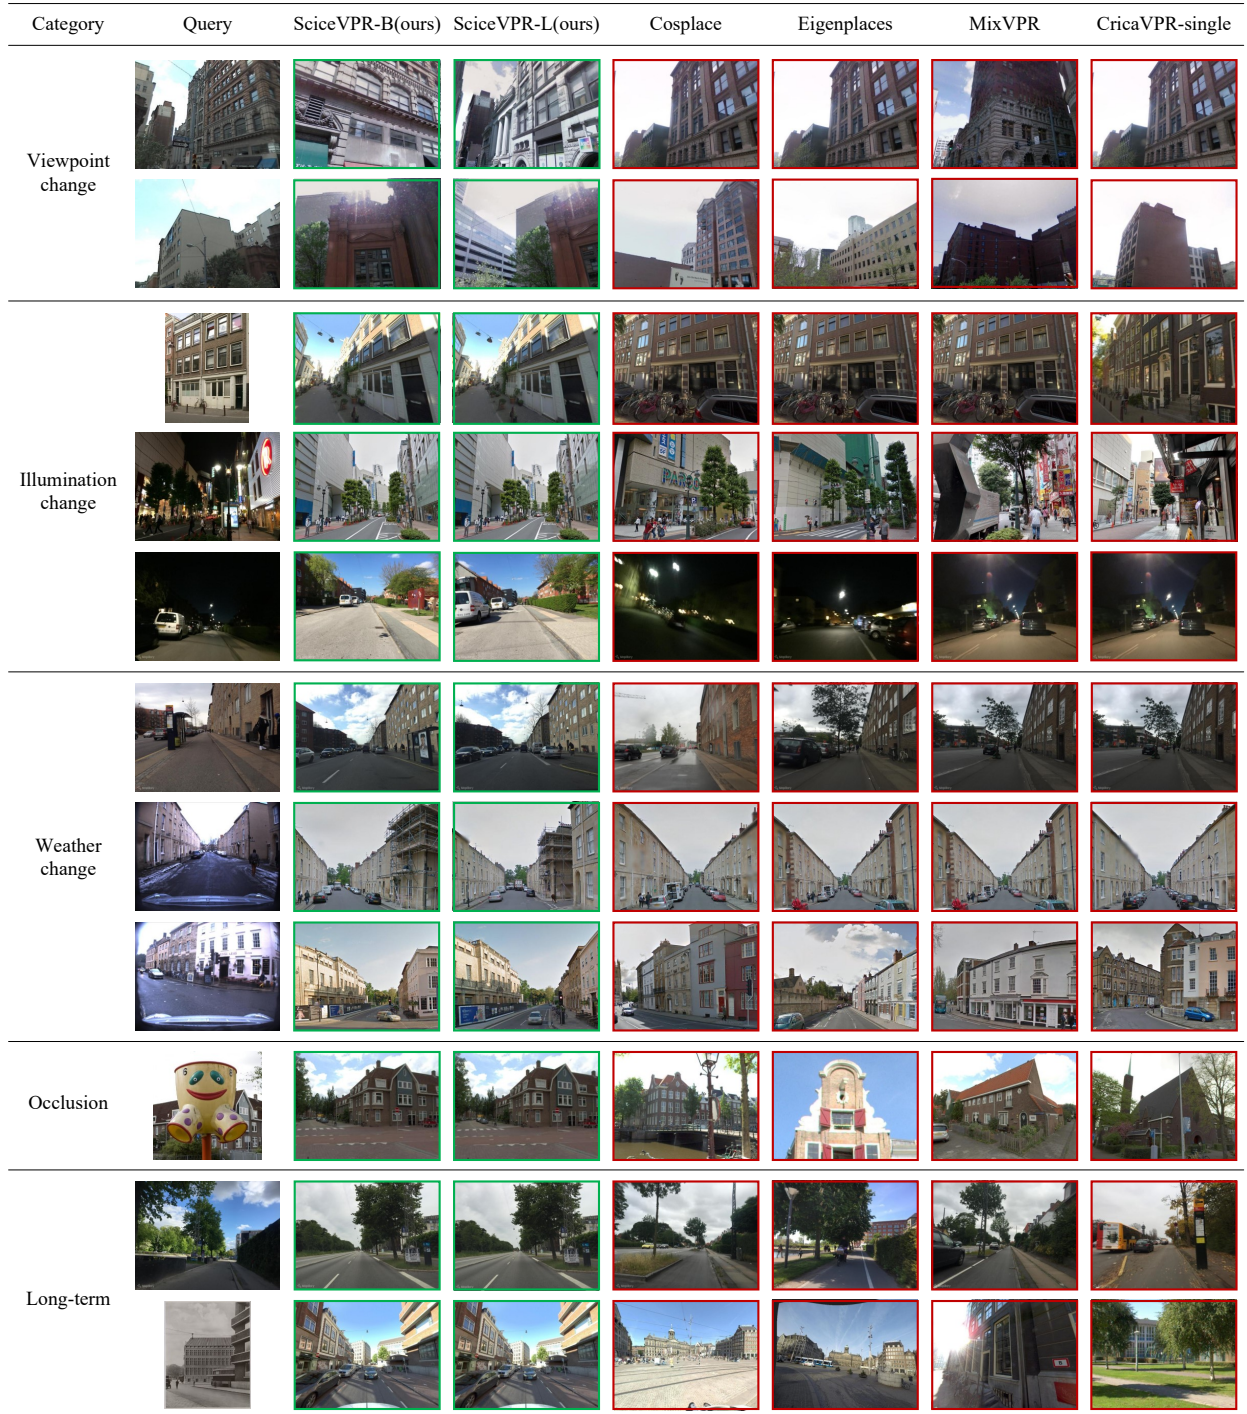 Category Query SciceVPR-B(ours) SciceVPR-L(ours) Cosplace Eigenplaces MixVPR CricaVPR-single
Viewpoint
change
Illumination
change
Weather
change
Occlusion
Long-term